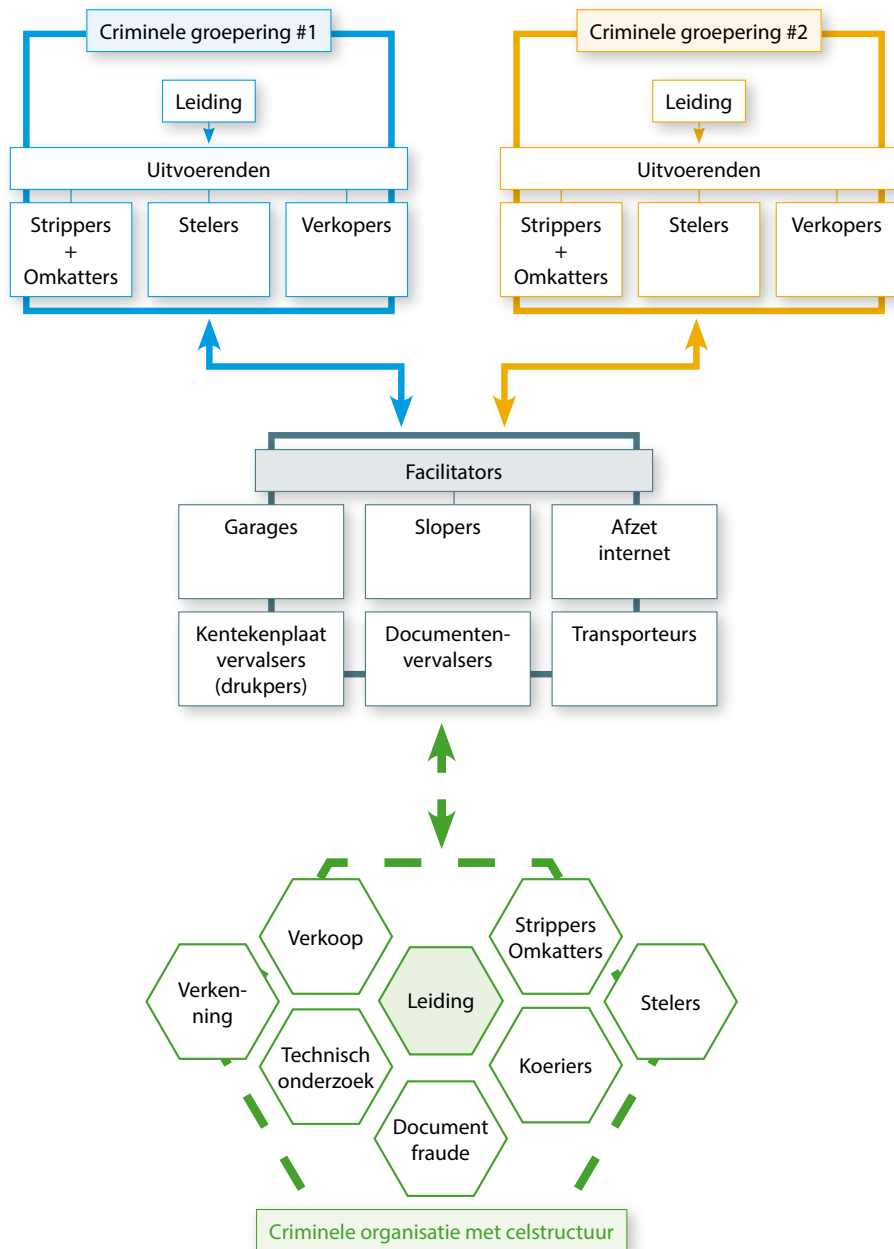 Criminele groepering #1
Leiding
Uitvoerenden
Strippers
+
Omkatters
Stelers
Verkopers
Criminele groepering #2
Leiding
Uitvoerenden
Strippers
+
Omkatters
Stelers
Verkopers
Facilitators
Garages
Slopers
Afzet
internet
Kentekenplaat
vervalsers
(drukpers)
Documenten-
vervalsers
Transporteurs
Verkoop
Strippers
Omkatters
Verken-
ning
Leiding
Stelers
Technisch
onderzoek
Koeriers
Document
fraude
Criminele organisatie met celstructuur